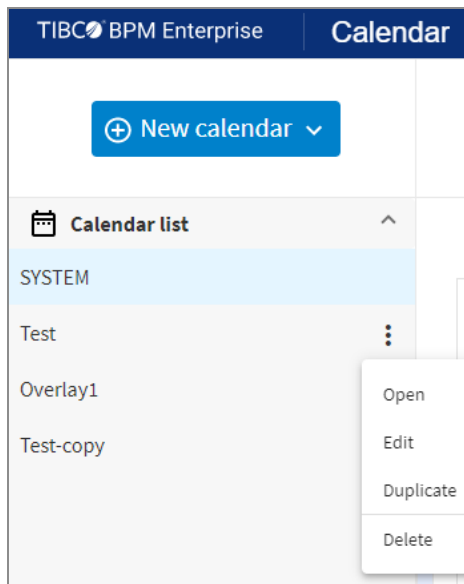 TIBCO® BPM Enterprise
Calendar
New calendar
Calendar list
SYSTEM
Test
Overlay1
Test-copy
Open
Edit
Duplicate
Delete